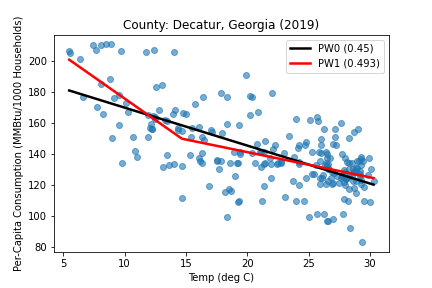 County: Decatur, Georgia (2019)
Per-Capita Consumption (MMBtu/1000 Households)
200
180
160
140
120
100
80
PW0 (0.45)
PW1 (0.493)
5 10 15 20 25 30
Temp (deg C)